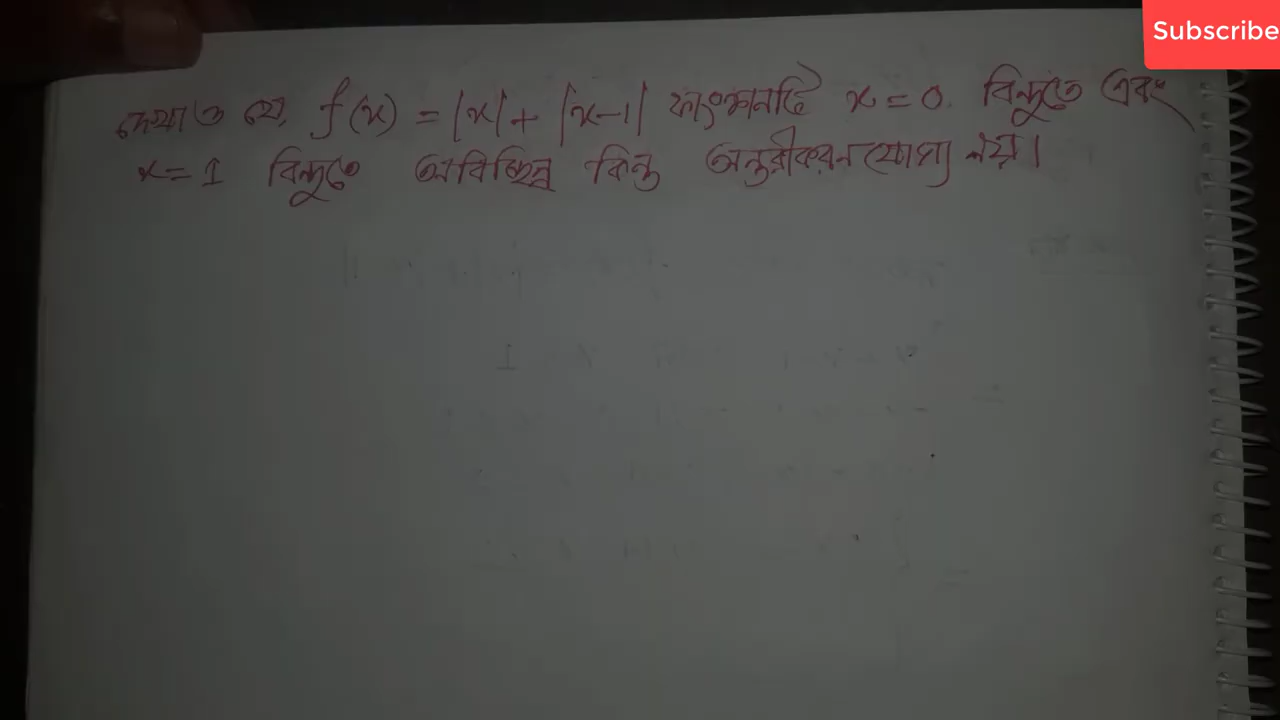 Subscribe
দেখাও যে, f(x) = |x| + |x-1| ফাংশনটি x = 0. বিন্দুতে এবং
x = 1 বিন্দুতে অবিচ্ছিন্ন কিন্তু অন্তরীকরণযোগ্য নয়।